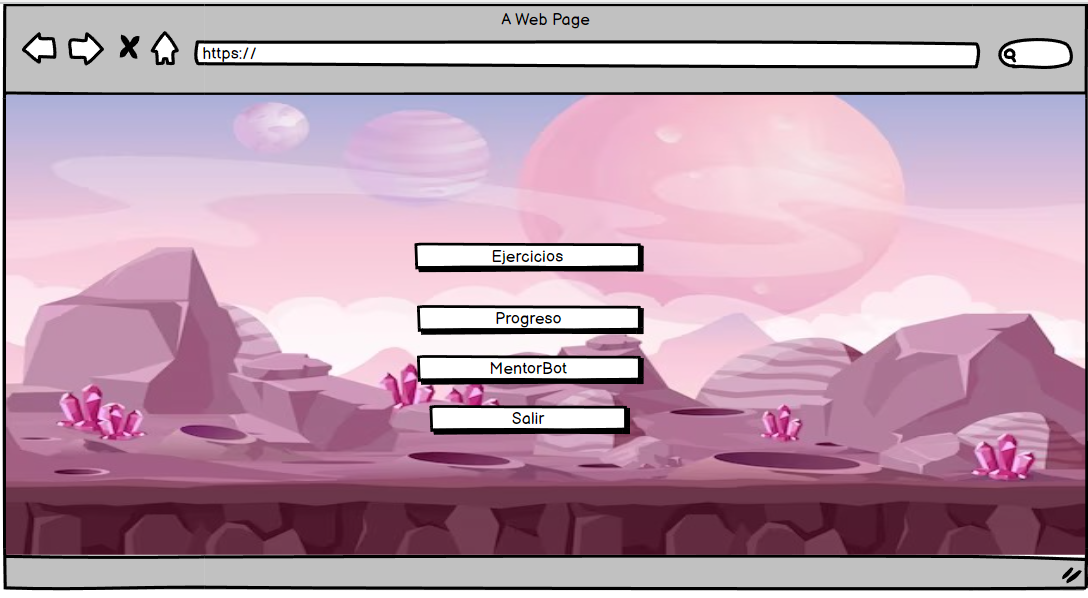 A Web Page
https://
Ejercicios
Progreso
MentorBot
Salir